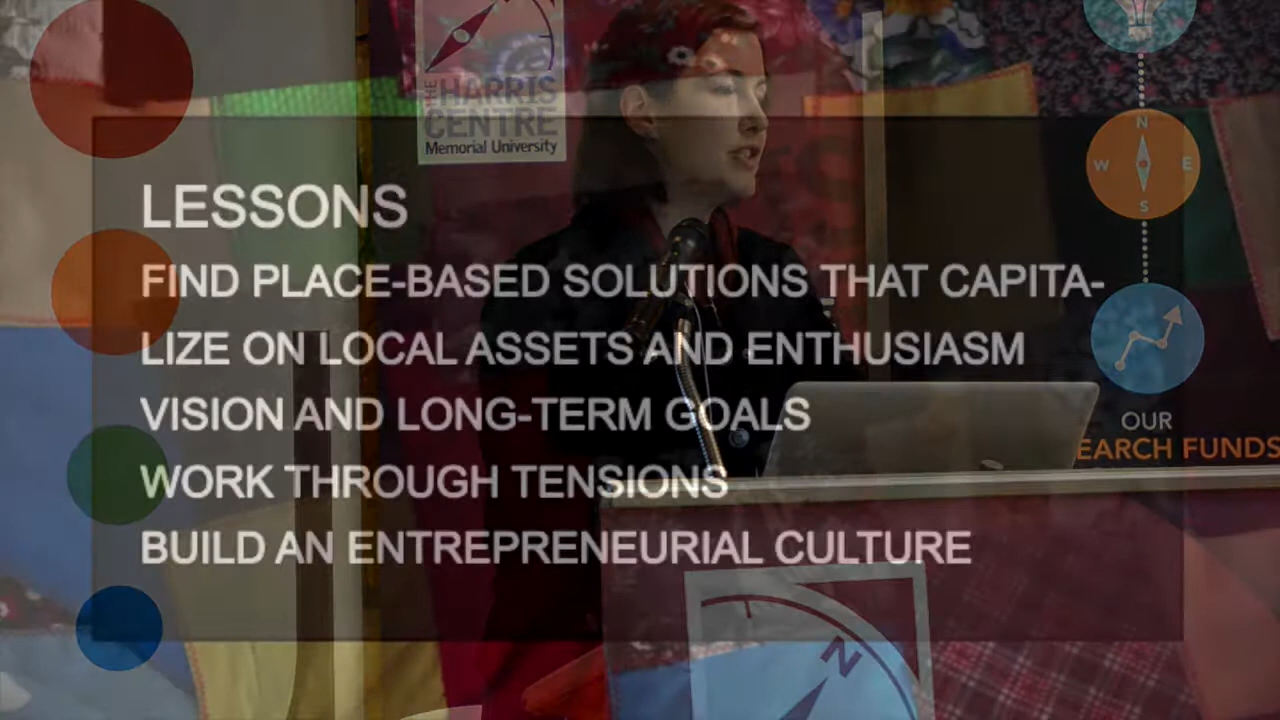 THE HARRIS
CENTRE
Memorial University
N
W E
S
LESSONS
FIND PLACE-BASED SOLUTIONS THAT CAPITA-
LIZE ON LOCAL ASSETS AND ENTHUSIASM
VISION AND LONG-TERM GOALS
WORK THROUGH TENSIONS
BUILD AN ENTREPRENEURIAL CULTURE
OUR
EARCH FUNDS
N